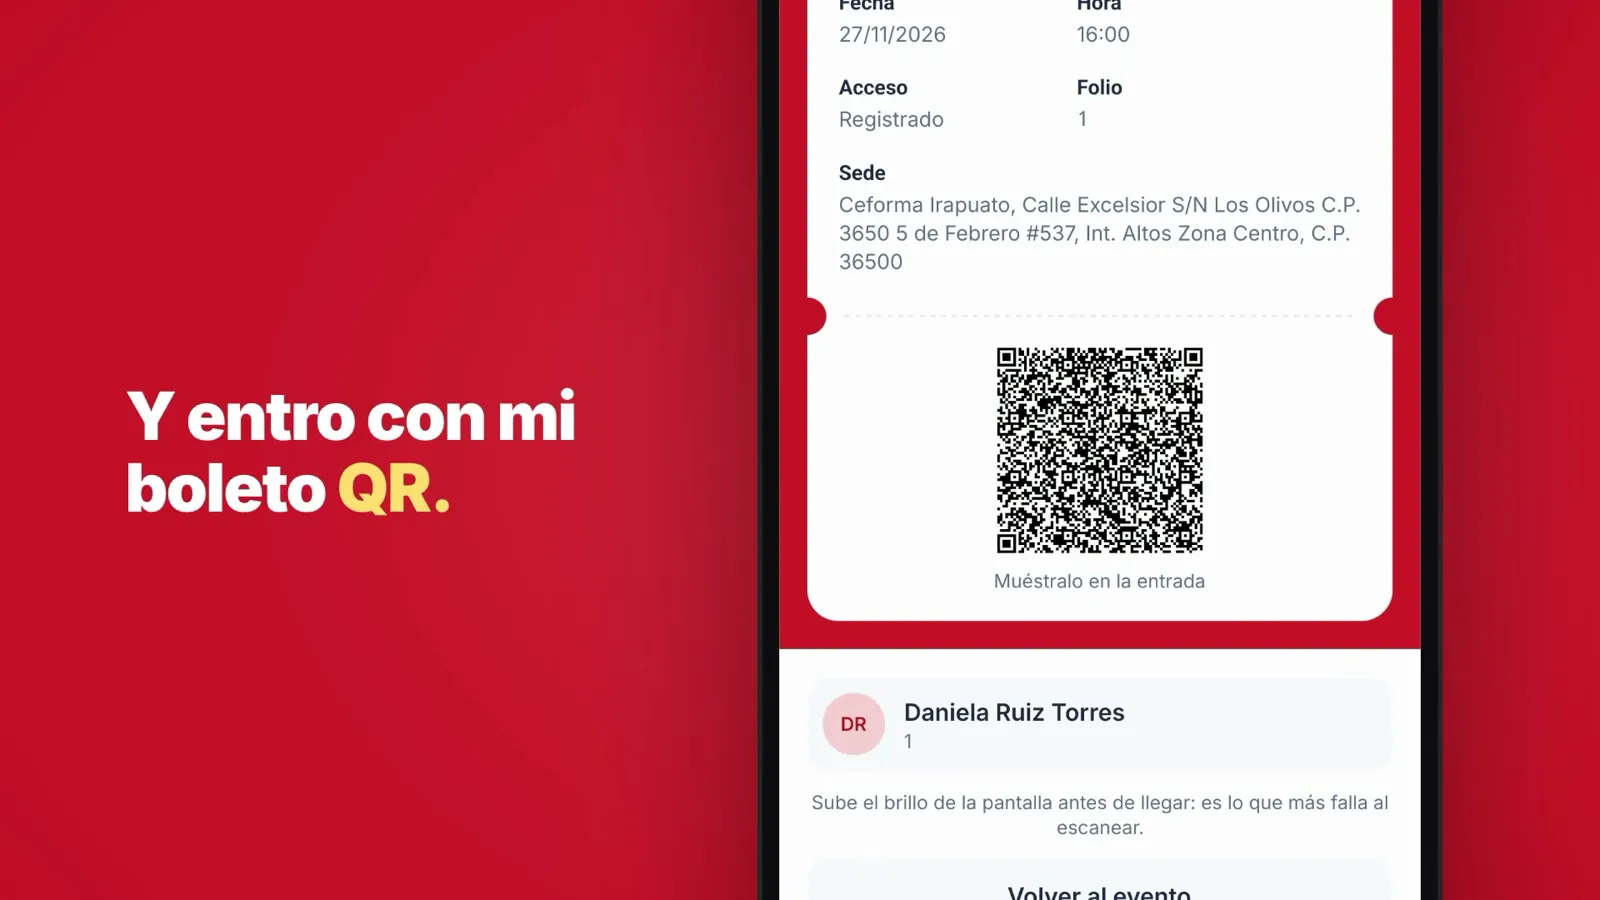 Y entro con mi
boleto QR.
Fecha
Hora
27/11/2026
16:00
Acceso
Folio
Registrado
1
Sede
Ceforma Irapuato, Calle Excelsior S/N Los Olivos C.P.
3650 5 de Febrero #537, Int. Altos Zona Centro, C.P.
36500
Muéstralo en la entrada
DR
Daniela Ruiz Torres
1
Sube el brillo de la pantalla antes de llegar: es lo que más falla al
escanear.
Volver al evento